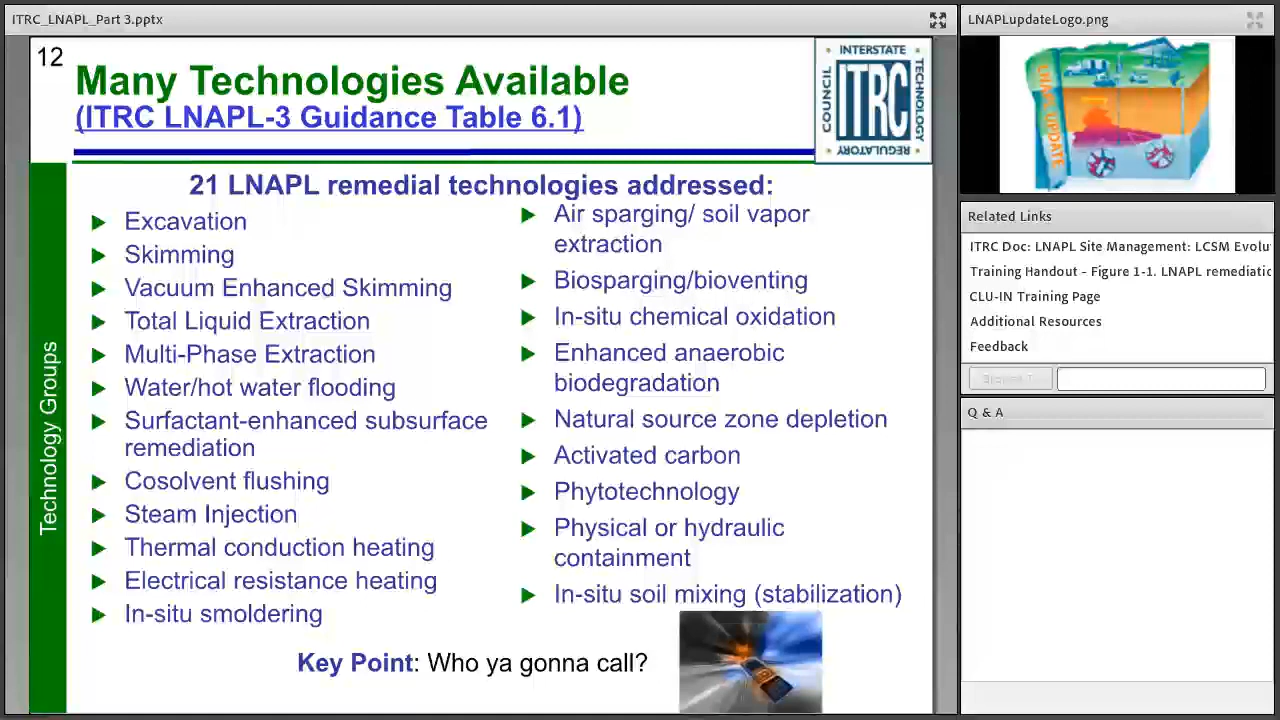 ITRC_LNAPL_Part 3.pptx
12
Many Technologies Available
(ITRC LNAPL-3 Guidance Table 6.1)
INTERSTATE
COUNCIL
ITRC
TECHNOLOGY
REGULATORY
Technology Groups
21 LNAPL remedial technologies addressed:
Excavation
Skimming
Vacuum Enhanced Skimming
Total Liquid Extraction
Multi-Phase Extraction
Water/hot water flooding
Surfactant-enhanced subsurface
remediation
Cosolvent flushing
Steam Injection
Thermal conduction heating
Electrical resistance heating
In-situ smoldering
Air sparging/ soil vapor
extraction
Biosparging/bioventing
In-situ chemical oxidation
Enhanced anaerobic
biodegradation
Natural source zone depletion
Activated carbon
Phytotechnology
Physical or hydraulic
containment
In-situ soil mixing (stabilization)
Key Point: Who ya gonna call?
LNAPLupdateLogo.png
LNAPL UPDATE
Related Links
ITRC Doc: LNAPL Site Management: LCSM Evolu
Training Handout - Figure 1-1. LNAPL remediatic
CLU-IN Training Page
Additional Resources
Feedback
Q & A